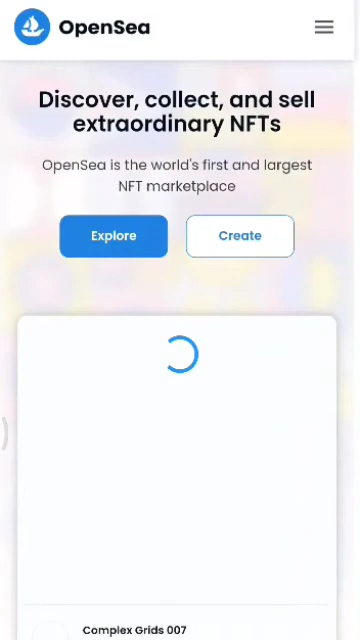 OpenSea
Discover, collect, and sell
extraordinary NFTs
OpenSea is the world's first and largest
NFT marketplace
Explore
Create
Complex Grids 007